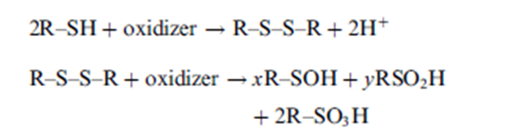 2R–SH + oxidizer → R–S–S–R + 2H⁺
R–S–S–R + oxidizer → xR–SOH + yRSO₂H
+ 2R–SO₃H